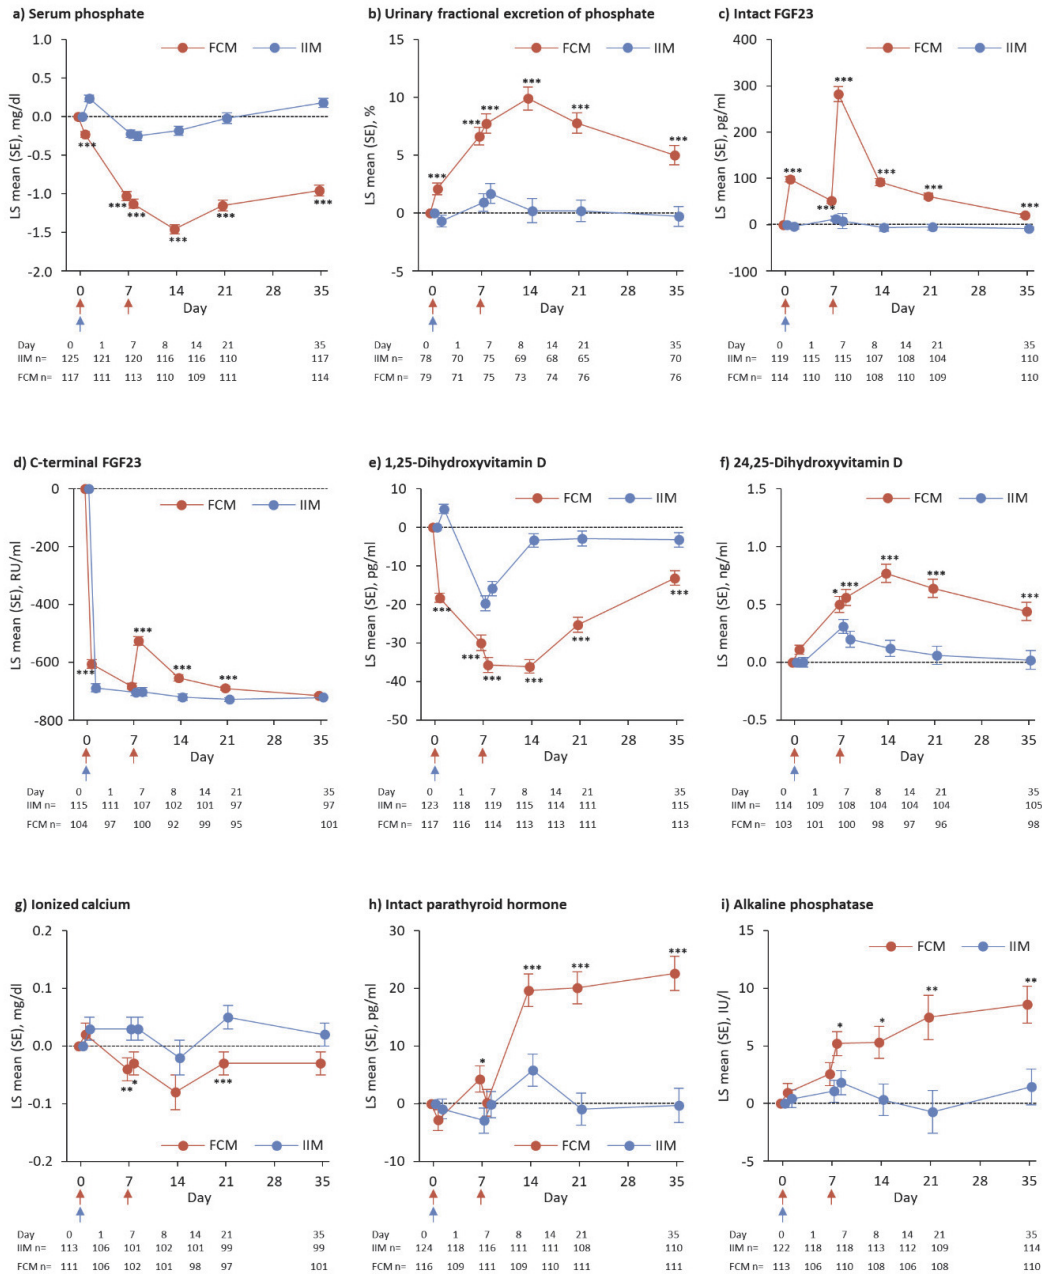 a) Serum phosphate
FCM IIM
LS mean (SE), mg/dl
1.0
0.5
0.0
-0.5
-1.0
-1.5
-2.0
***
***
***
***
***
***
0 7 14 21 28 35
Day
Day 0 1 7 8 14 21 35
IIM n= 125 121 120 116 116 110 117
FCM n= 117 111 113 110 109 111 114
b) Urinary fractional excretion of phosphate
FCM IIM
LS mean (SE), %
15
10
5
0
-5
***
***
***
***
***
***
0 7 14 21 28 35
Day
Day 0 1 7 8 14 21 35
IIM n= 78 70 75 69 68 65 70
FCM n= 79 71 75 73 74 76 76
c) Intact FGF23
FCM IIM
LS mean (SE), pg/ml
400
300
200
100
0
-100
***
***
***
***
***
***
0 7 14 21 28 35
Day
Day 0 1 7 8 14 21 35
IIM n= 119 115 115 107 108 104 110
FCM n= 114 110 110 108 110 109 110
d) C-terminal FGF23
FCM IIM
LS mean (SE), RU/ml
0
-200
-400
-600
-800
***
***
***
***
0 7 14 21 28 35
Day
Day 0 1 7 8 14 21 35
IIM n= 115 111 107 102 101 97 97
FCM n= 104 97 100 92 99 95 101
e) 1,25-Dihydroxyvitamin D
FCM IIM
LS mean (SE), pg/ml
10
0
-10
-20
-30
-40
-50
***
***
***
***
***
***
0 7 14 21 28 35
Day
Day 0 1 7 8 14 21 35
IIM n= 123 118 119 115 114 111 115
FCM n= 117 116 114 113 113 111 113
f) 24,25-Dihydroxyvitamin D
FCM IIM
LS mean (SE), ng/ml
1.5
1.0
0.5
0.0
-0.5
*
***
***
***
***
0 7 14 21 28 35
Day
Day 0 1 7 8 14 21 35
IIM n= 114 109 108 104 104 104 105
FCM n= 103 101 100 98 97 96 98
g) Ionized calcium
LS mean (SE), mg/dl
0.2
0.1
0.0
-0.1
-0.2
**
*
***
FCM IIM
0 7 14 21 28 35
Day
Day 0 1 7 8 14 21 35
IIM n= 113 106 101 102 101 99 99
FCM n= 111 106 102 101 98 97 101
h) Intact parathyroid hormone
LS mean (SE), pg/ml
30
20
10
0
-10
*
***
***
***
FCM IIM
0 7 14 21 28 35
Day
Day 0 1 7 8 14 21 35
IIM n= 124 118 116 111 111 108 110
FCM n= 116 109 111 109 110 111 111
i) Alkaline phosphatase
FCM IIM
LS mean (SE), IU/l
15
10
5
0
-5
*
*
**
**
0 7 14 21 28 35
Day
Day 0 1 7 8 14 21 35
IIM n= 122 118 118 113 112 109 114
FCM n= 113 106 110 108 106 108 110